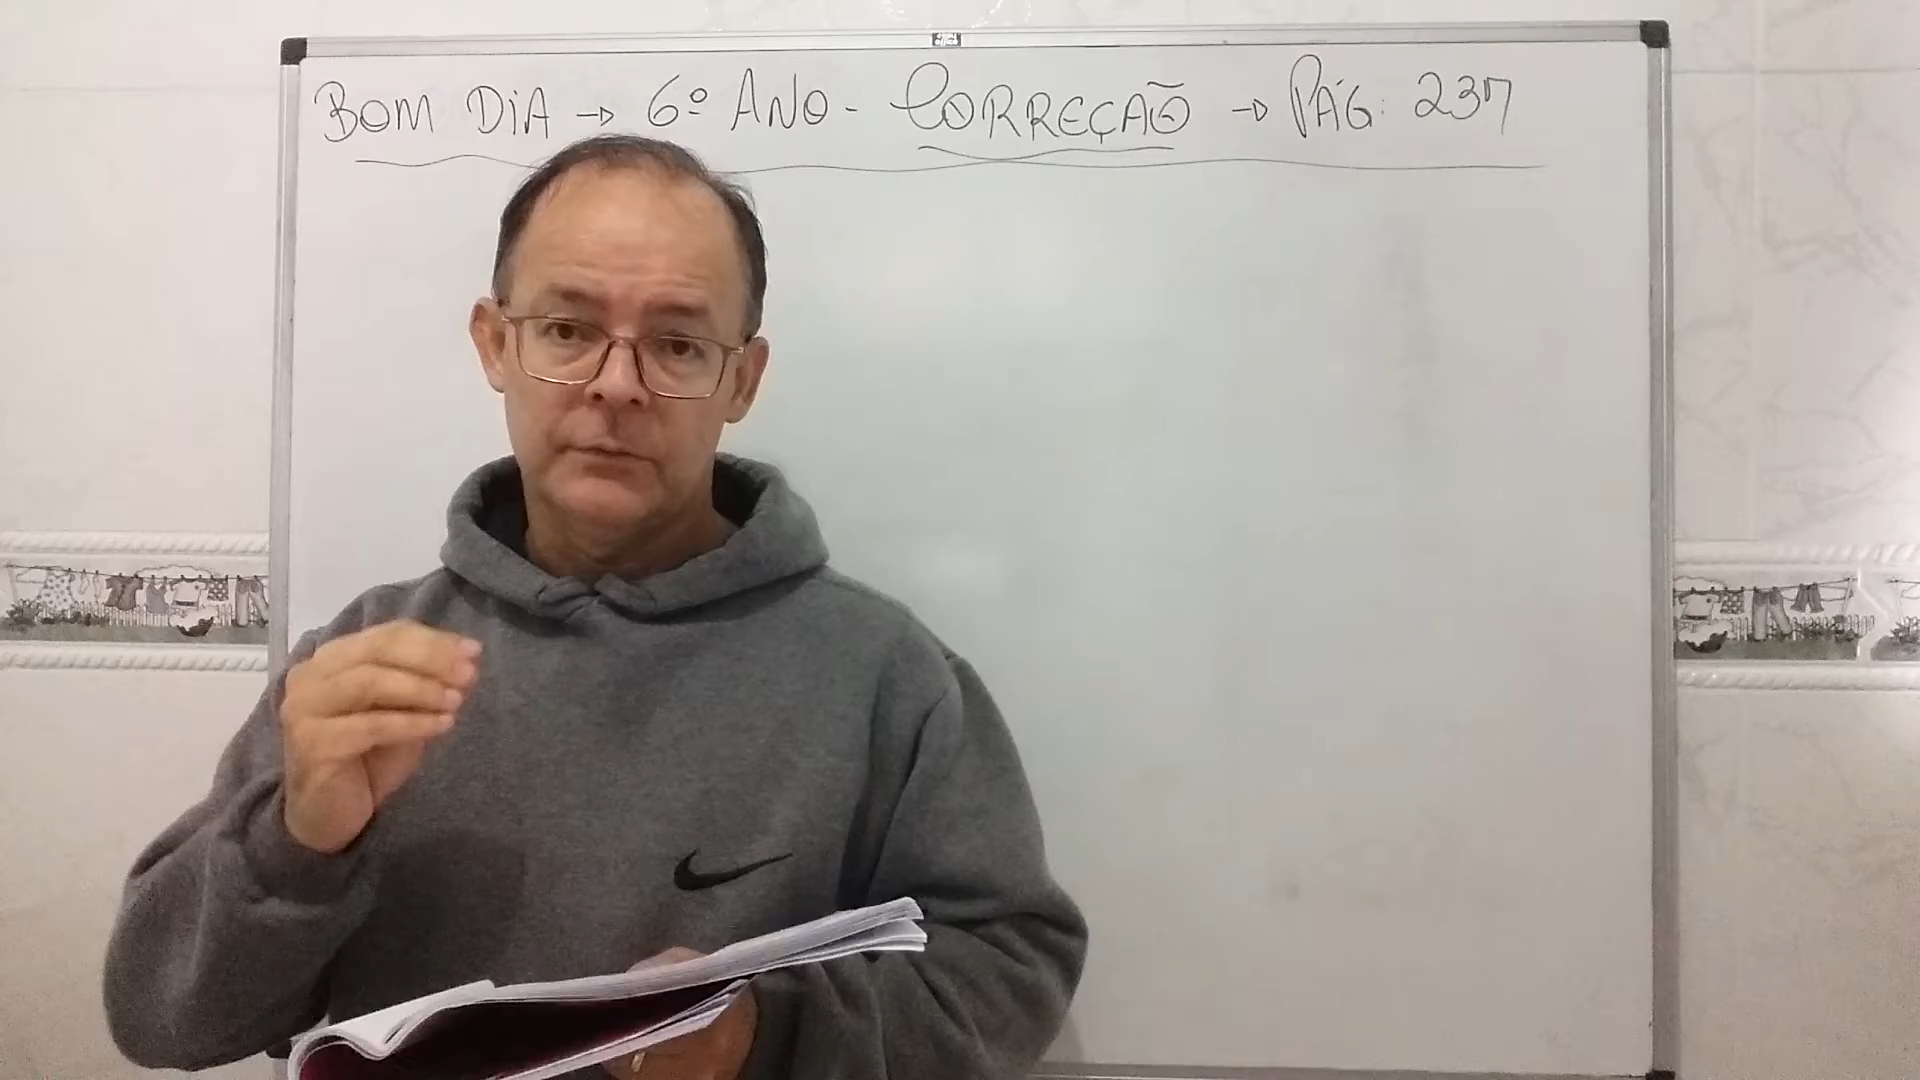 BOM DIA → 6º ANO - CORREÇÃO → PÁG: 237